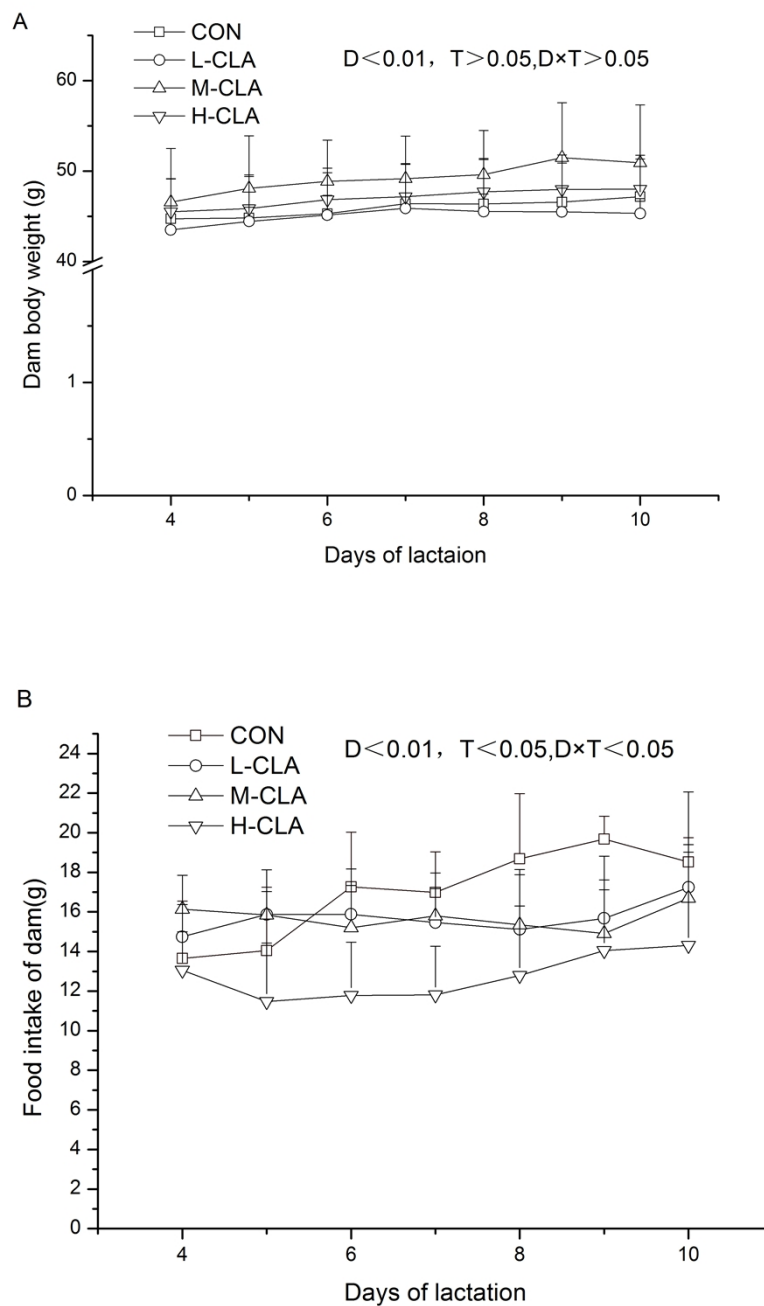 A
CON
L-CLA
M-CLA
H-CLA
D<0.01, T>0.05,D×T>0.05
60
50
40
1
0
Dam body weight (g)
4 6 8 10
Days of lactaion
B
CON
L-CLA
M-CLA
H-CLA
D<0.01, T<0.05,D×T<0.05
24
22
20
18
16
14
12
10
8
6
4
2
0
Food intake of dam(g)
4 6 8 10
Days of lactation